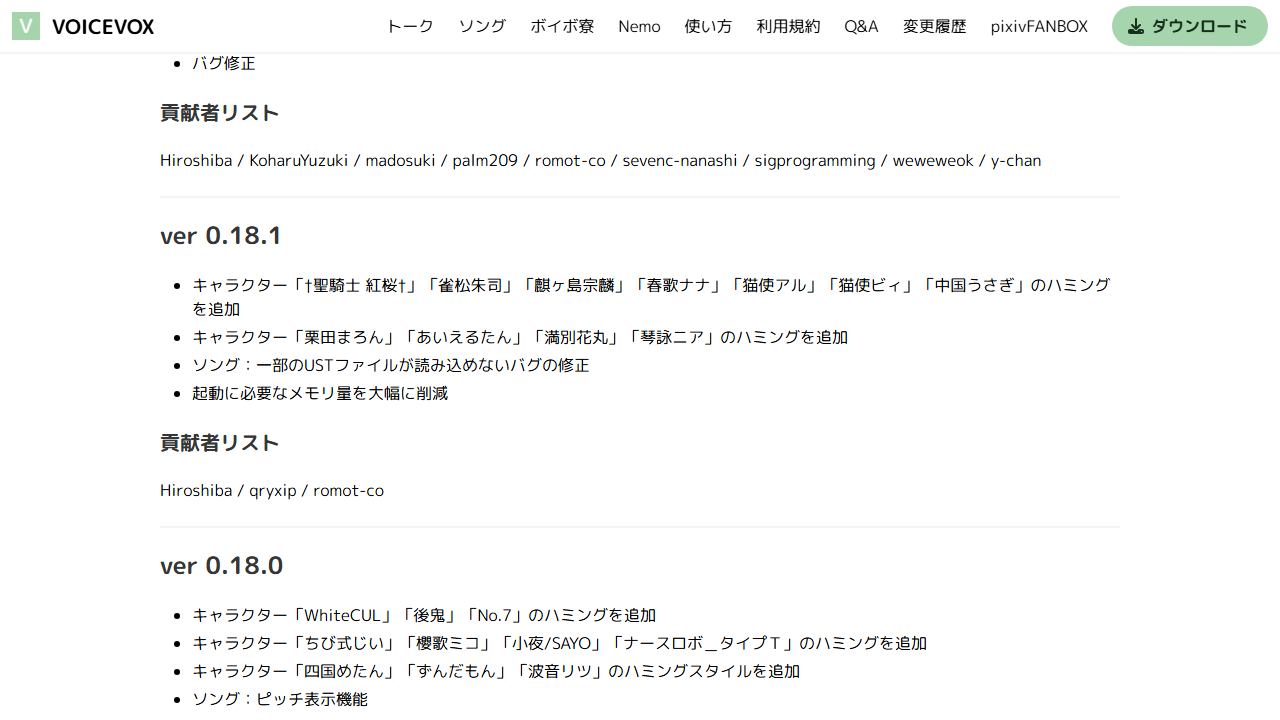 V VOICEVOX トーク ソング ボイボ寮 Nemo 使い方 利用規約 Q&A 変更履歴 pixivFANBOX ダウンロード
バグ修正
貢献者リスト
Hiroshiba / KoharuYuzuki / madosuki / palm209 / romot-co / sevenc-nanashi / sigprogramming / weweweok / y-chan
ver 0.18.1
キャラクター「†聖騎士 紅桜†」「雀松朱司」「麒ヶ島宗麟」「春歌ナナ」「猫使アル」「猫使ビィ」「中国うさぎ」のハミング
を追加
キャラクター「栗田まろん」「あいえるたん」「満別花丸」「琴詠ニア」のハミングを追加
ソング：一部のUSTファイルが読み込めないバグの修正
起動に必要なメモリ量を大幅に削減
貢献者リスト
Hiroshiba / qryxip / romot-co
ver 0.18.0
キャラクター「WhiteCUL」「後鬼」「No.7」のハミングを追加
キャラクター「ちび式じい」「櫻歌ミコ」「小夜/SAYO」「ナースロボ＿タイプＴ」のハミングを追加
キャラクター「四国めたん」「ずんだもん」「波音リツ」のハミングスタイルを追加
ソング：ピッチ表示機能